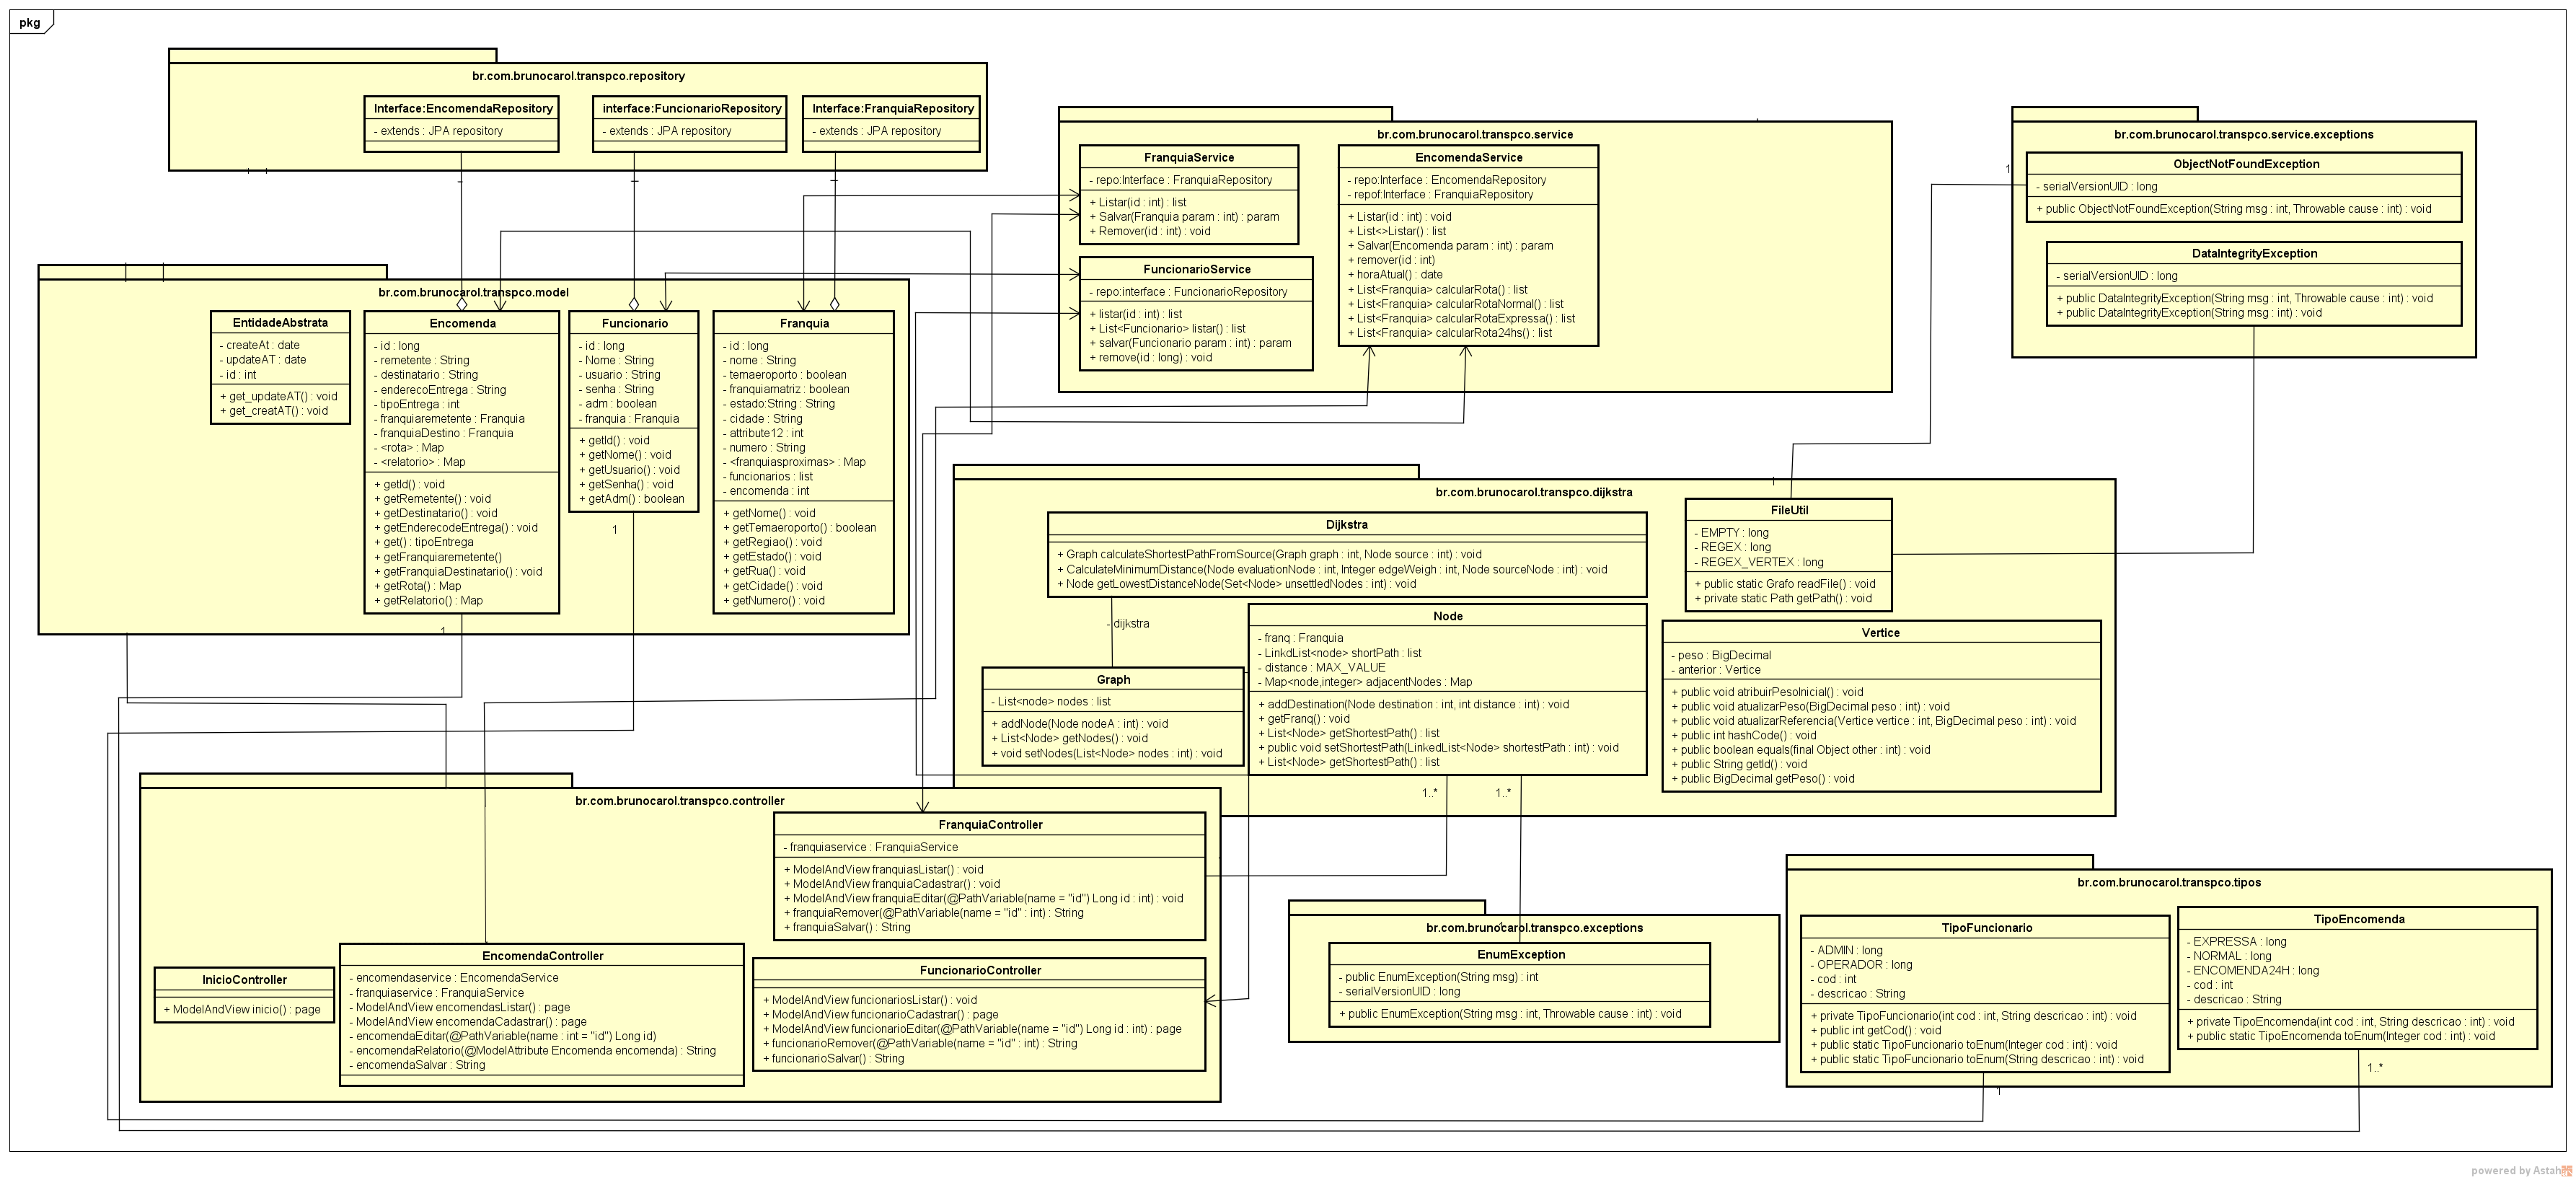 pkg
br.com.brunocarol.transpco.repository
Interface:EncomendaRepository
- extends : JPA repository
interface:FuncionarioRepository
- extends : JPA repository
Interface:FranquiaRepository
- extends : JPA repository
br.com.brunocarol.transpco.service
FranquiaService
- repo:Interface : FranquiaRepository
+ Listar(id : int) : list
+ Salvar(Franquia param : int) : param
+ Remover(id : int) : void
EncomendaService
- repo:Interface : EncomendaRepository
- repof:Interface : FranquiaRepository
+ Listar(id : int) : void
+ List<>Listar() : list
+ Salvar(Encomenda param : int) : param
+ remover(id : int)
+ horaAtual() : date
+ List<Franquia> calcularRota() : list
+ List<Franquia> calcularRotaNormal() : list
+ List<Franquia> calcularRotaExpressa() : list
+ List<Franquia> calcularRota24hs() : list
FuncionarioService
- repo:interface : FuncionarioRepository
+ listar(id : int) : list
+ List<Funcionario> listar() : list
+ salvar(Funcionario param : int) : param
+ remove(id : long) : void
br.com.brunocarol.transpco.service.exceptions
ObjectNotFoundException
- serialVersionUID : long
+ public ObjectNotFoundException(String msg : int, Throwable cause : int) : void
1
DataIntegrityException
- serialVersionUID : long
+ public DataIntegrityException(String msg : int, Throwable cause : int) : void
+ public DataIntegrityException(String msg : int) : void
br.com.brunocarol.transpco.model
EntidadeAbstrata
- createAt : date
- updateAT : date
- id : int
+ get_updateAT() : void
+ get_creatAT() : void
Encomenda
- id : long
- remetente : String
- destinatario : String
- enderecoEntrega : String
- tipoEntrega : int
- franquiaremetente : Franquia
- franquiaDestino : Franquia
- <rota> : Map
- <relatorio> : Map
+ getId() : void
+ getRemetente() : void
+ getDestinatario() : void
+ getEnderecodeEntrega() : void
+ get() : tipoEntrega
+ getFranquiaremetente()
+ getFranquiaDestinatario() : void
+ getRota() : Map
+ getRelatorio() : Map
1
Funcionario
- id : long
- Nome : String
- usuario : String
- senha : String
- adm : boolean
- franquia : Franquia
+ getId() : void
+ getNome() : void
+ getUsuario() : void
+ getSenha() : void
+ getAdm() : boolean
1
Franquia
- id : long
- nome : String
- temaeroporto : boolean
- franquiamatriz : boolean
- estado:String : String
- cidade : String
- attribute12 : int
- numero : String
- <franquiasproximas> : Map
- funcionarios : list
- encomenda : int
+ getNome() : void
+ getTemaeroporto() : boolean
+ getRegiao() : void
+ getEstado() : void
+ getRua() : void
+ getCidade() : void
+ getNumero() : void
br.com.brunocarol.transpco.dijkstra
Dijkstra
+ Graph calculateShortestPathFromSource(Graph graph : int, Node source : int) : void
+ CalculateMinimumDistance(Node evaluationNode : int, Integer edgeWeigh : int, Node sourceNode : int) : void
+ Node getLowestDistanceNode(Set<Node> unsettledNodes : int) : void
- dijkstra
Graph
- List<node> nodes : list
+ addNode(Node nodeA : int) : void
+ List<Node> getNodes() : void
+ void setNodes(List<Node> nodes : int) : void
Node
- franq : Franquia
- LinkdList<node> shortPath : list
- distance : MAX_VALUE
- Map<node,integer> adjacentNodes : Map
+ addDestination(Node destination : int, int distance : int) : void
+ getFranq() : void
+ List<Node> getShortestPath() : list
+ public void setShortestPath(LinkedList<Node> shortestPath : int) : void
+ List<Node> getShortestPath() : list
1..*
1..*
1
FileUtil
- EMPTY : long
- REGEX : long
- REGEX_VERTEX : long
+ public static Grafo readFile() : void
+ private static Path getPath() : void
Vertice
- peso : BigDecimal
- anterior : Vertice
+ public void atribuirPesoInicial() : void
+ public void atualizarPeso(BigDecimal peso : int) : void
+ public void atualizarReferencia(Vertice vertice : int, BigDecimal peso : int) : void
+ public int hashCode() : void
+ public boolean equals(final Object other : int) : void
+ public String getId() : void
+ public BigDecimal getPeso() : void
br.com.brunocarol.transpco.controller
FranquiaController
- franquiaservice : FranquiaService
+ ModelAndView franquiasListar() : void
+ ModelAndView franquiaCadastrar() : void
+ ModelAndView franquiaEditar(@PathVariable(name = "id") Long id : int) : void
+ franquiaRemover(@PathVariable(name = "id" : int) : String
+ franquiaSalvar() : String
InicioController
+ ModelAndView inicio() : page
EncomendaController
- encomendaservice : EncomendaService
- franquiaservice : FranquiaService
- ModelAndView encomendasListar() : page
- ModelAndView encomendaCadastrar() : page
- encomendaEditar(@PathVariable(name : int = "id") Long id)
- encomendaRelatorio(@ModelAttribute Encomenda encomenda) : String
- encomendaSalvar : String
FuncionarioController
+ ModelAndView funcionariosListar() : void
+ ModelAndView funcionarioCadastrar() : page
+ ModelAndView funcionarioEditar(@PathVariable(name = "id") Long id : int) : page
+ funcionarioRemover(@PathVariable(name = "id" : int) : String
+ funcionarioSalvar() : String
br.com.brunocarol.transpco.exceptions
EnumException
- public EnumException(String msg) : int
- serialVersionUID : long
+ public EnumException(String msg : int, Throwable cause : int) : void
br.com.brunocarol.transpco.tipos
TipoFuncionario
- ADMIN : long
- OPERADOR : long
- cod : int
- descricao : String
+ private TipoFuncionario(int cod : int, String descricao : int) : void
+ public int getCod() : void
+ public static TipoFuncionario toEnum(Integer cod : int) : void
+ public static TipoFuncionario toEnum(String descricao : int) : void
1
TipoEncomenda
- EXPRESSA : long
- NORMAL : long
- ENCOMENDA24H : long
- cod : int
- descricao : String
+ private TipoEncomenda(int cod : int, String descricao : int) : void
+ public static TipoEncomenda toEnum(Integer cod : int) : void
1..*
powered by Astah